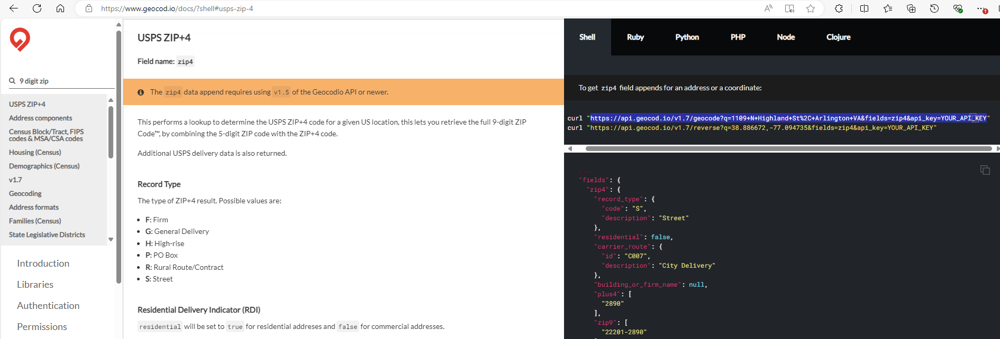 https://www.geocod.io/docs/?shell#usps-zip-4
9 digit zip
USPS ZIP+4
Address components
Census Block/Tract, FIPS
codes & MSA/CSA codes
Housing (Census)
Demographics (Census)
v1.7
Geocoding
Address formats
Families (Census)
State Legislative Districts
Introduction
Libraries
Authentication
Permissions
USPS ZIP+4
Field name: zip4
The zip4 data append requires using v1.5 of the Geocodio API or newer.
This performs a lookup to determine the USPS ZIP+4 code for a given US location, this lets you retrieve the full 9-digit ZIP
Code™, by combining the 5-digit ZIP code with the ZIP+4 code.
Additional USPS delivery data is also returned.
Record Type
The type of ZIP+4 result. Possible values are:
• F: Firm
• G: General Delivery
• H: High-rise
• P: PO Box
• R: Rural Route/Contract
• S: Street
Residential Delivery Indicator (RDI)
residential will be set to true for residential addreses and false for commercial addresses.
Shell
Ruby
Python
PHP
Node
Clojure
To get zip4 field appends for an address or a coordinate:
curl "https://api.geocod.io/v1.7/geocode?q=1109+N+Highland+St%2C+Arlington+VA&fields=zip4&api_key=YOUR_API_KEY"
curl "https://api.geocod.io/v1.7/reverse?q=38.886672,-77.094735&fields=zip4&api_key=YOUR_API_KEY"
...
"fields": {
"zip4": {
"record_type": {
"code": "S",
"description": "Street"
},
"residential": false,
"carrier_route": {
"id": "C007",
"description": "City Delivery"
},
"building_or_firm_name": null,
"plus4": [
"2890"
],
"zip9": [
"22201-2890"